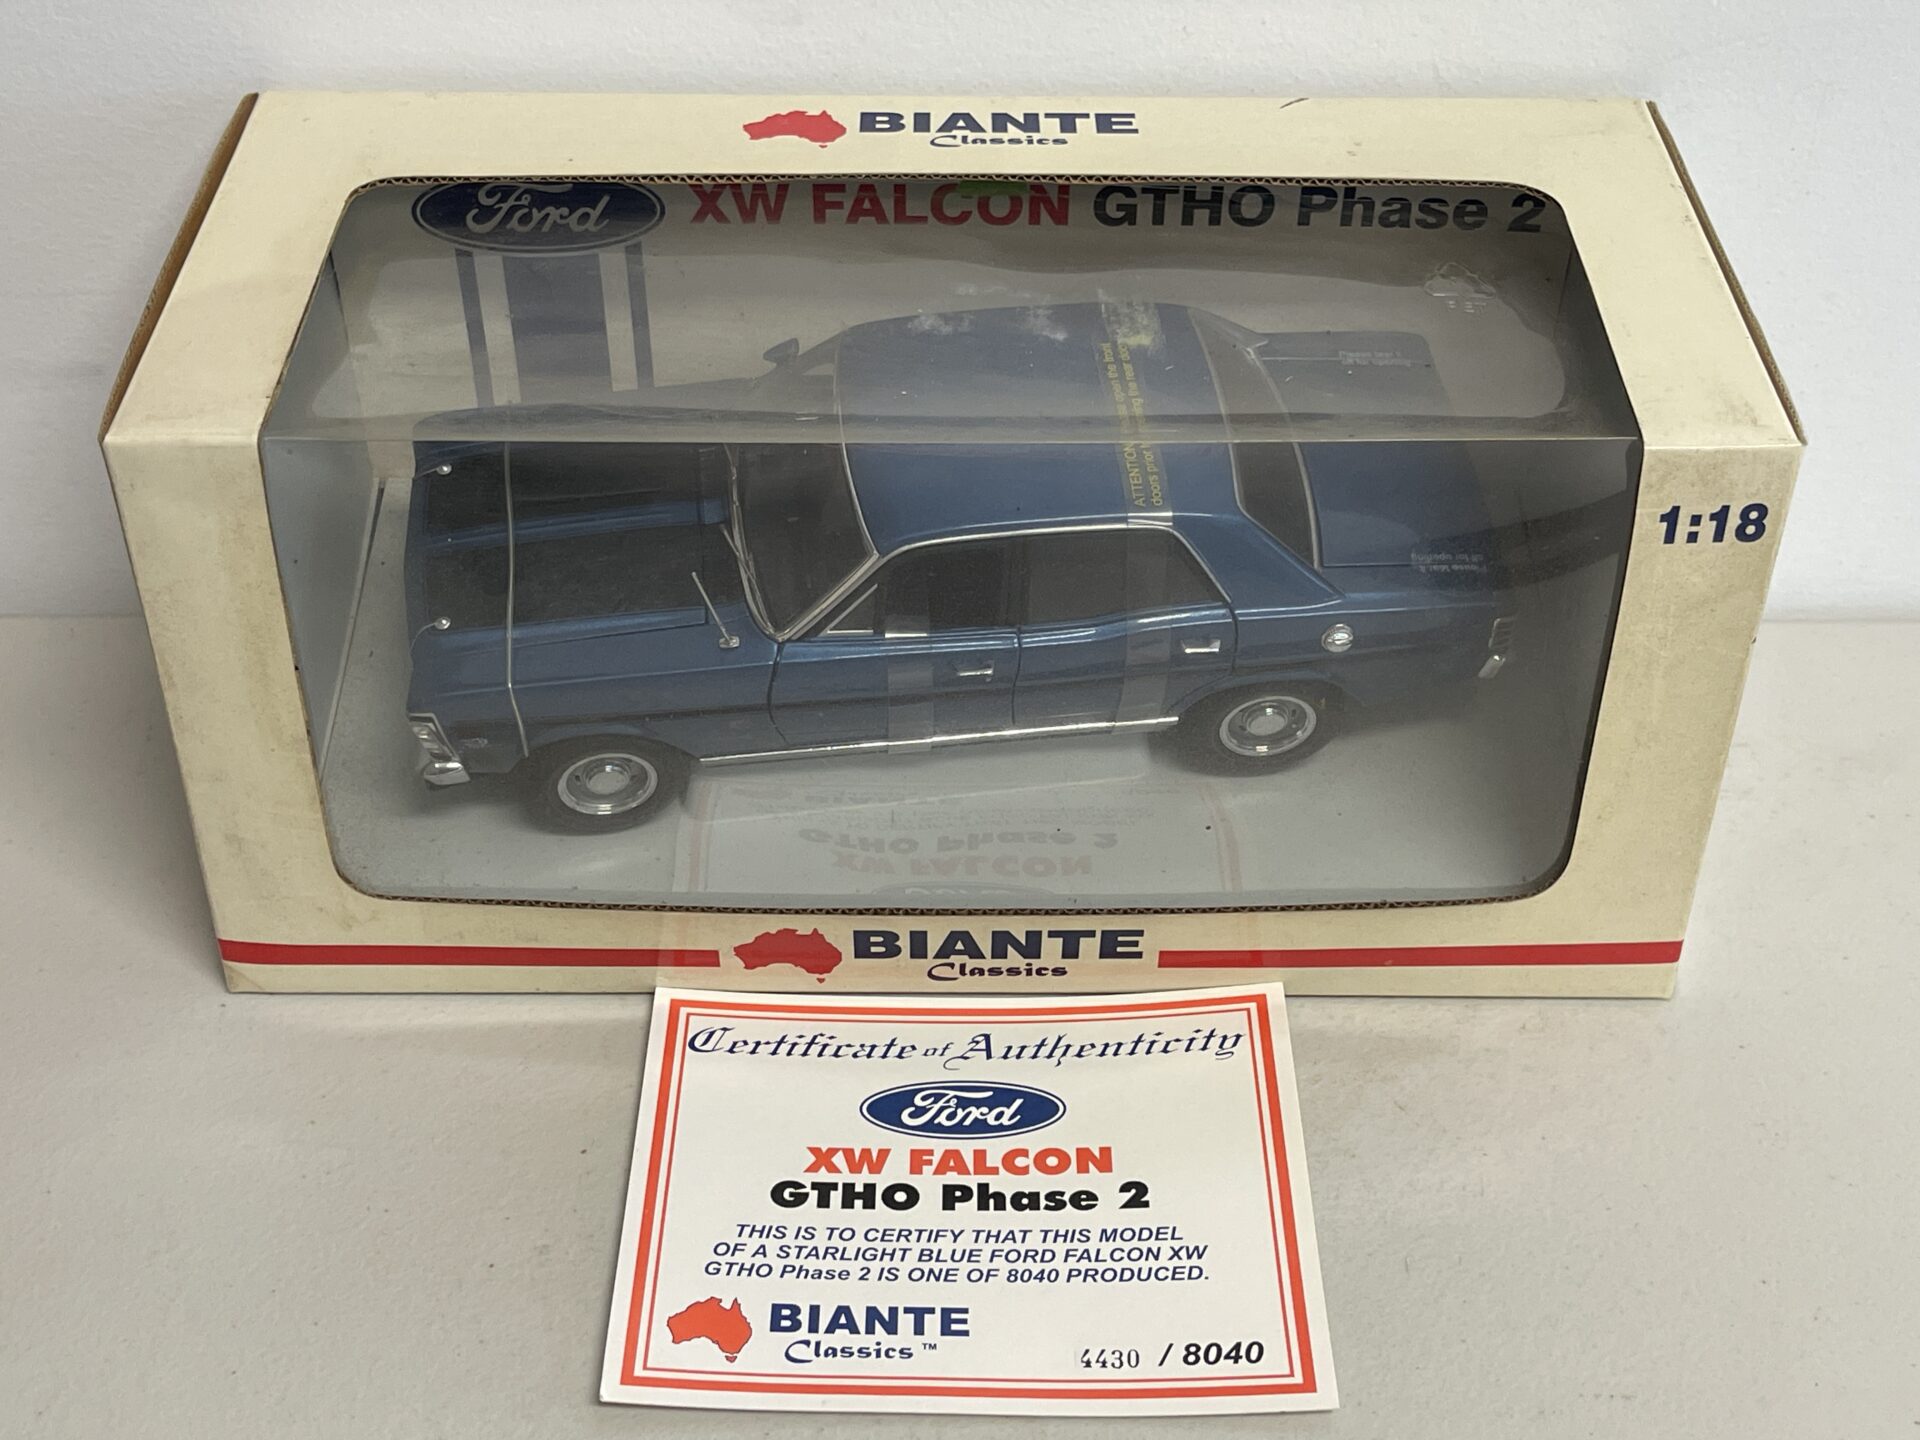 BIANTE
Classics
Ford
XW FALCON GTHO Phase 2
1:18
BIANTE
Classics
Certificate of Authenticity
Ford
XW FALCON
GTHO Phase 2
THIS IS TO CERTIFY THAT THIS MODEL
OF A STARLIGHT BLUE FORD FALCON XW
GTHO Phase 2 IS ONE OF 8040 PRODUCED.
BIANTE
Classics™
4430 / 8040